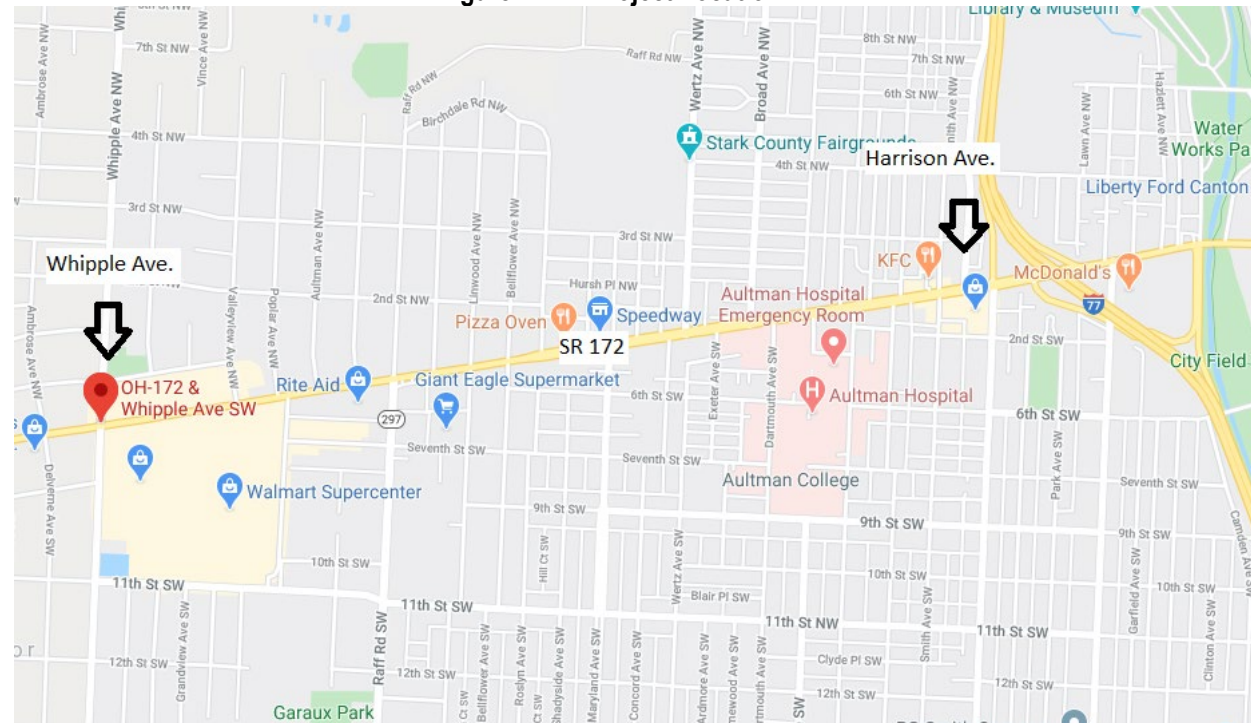 Library & Museum
8th St NW
7th St NW
7th St NW
Raff Rd NW
Wertz Ave NW
Broad Ave NW
Vince Ave NW
Ambrose Ave NW
Whipple Ave NW
Raff Rd NW
Birchdale Rd NW
6th St NW
Lawn Ave NW
Hazlett Ave NW
Water
Works Pa
4th St NW
Stark County Fairgrounds
4th St NW
Harrison Ave.
Liberty Ford Canton
3rd St NW
3rd St NW
Linwood Ave NW
Bellflower Ave NW
Aultman Ave NW
Whipple Ave.
KFC
McDonald's
Hursh Pl NW
2nd St NW
Poplar Ave NW
Valleyview Ave NW
Ambrose Ave NW
Aultman Hospital
Emergency Room
77
Pizza Oven
Speedway
SR 172
2nd St SW
City Field
OH-172 &
Whipple Ave SW
Rite Aid
Giant Eagle Supermarket
6th St SW
Exeter Ave SW
Dartmouth Ave SW
Aultman Hospital
6th St SW
297
Seventh St SW
Seventh St SW
Park Ave SW
Seventh St SW
Delverne Ave SW
Walmart Supercenter
Aultman College
9th St SW
9th St SW
9th St SW
Camden Ave SW
Hill Ct SW
Wertz Ave SW
10th St SW
10th St SW
10th St SW
11th St SW
Blair Pl SW
Garfield Ave SW
11th St SW
11th St NW
11th St SW
Smith Ave SW
Clinton Ave SW
12th St SW
Grandview Ave SW
Raff Rd SW
12th St SW
Bellflower Ave SW
Roslyn Ave SW
Shadyside Ave SW
Maryland Ave SW
Concord Ave SW
Ardmore Ave SW
Clyde Pl SW
12th St SW
12th St SW
Garaux Park